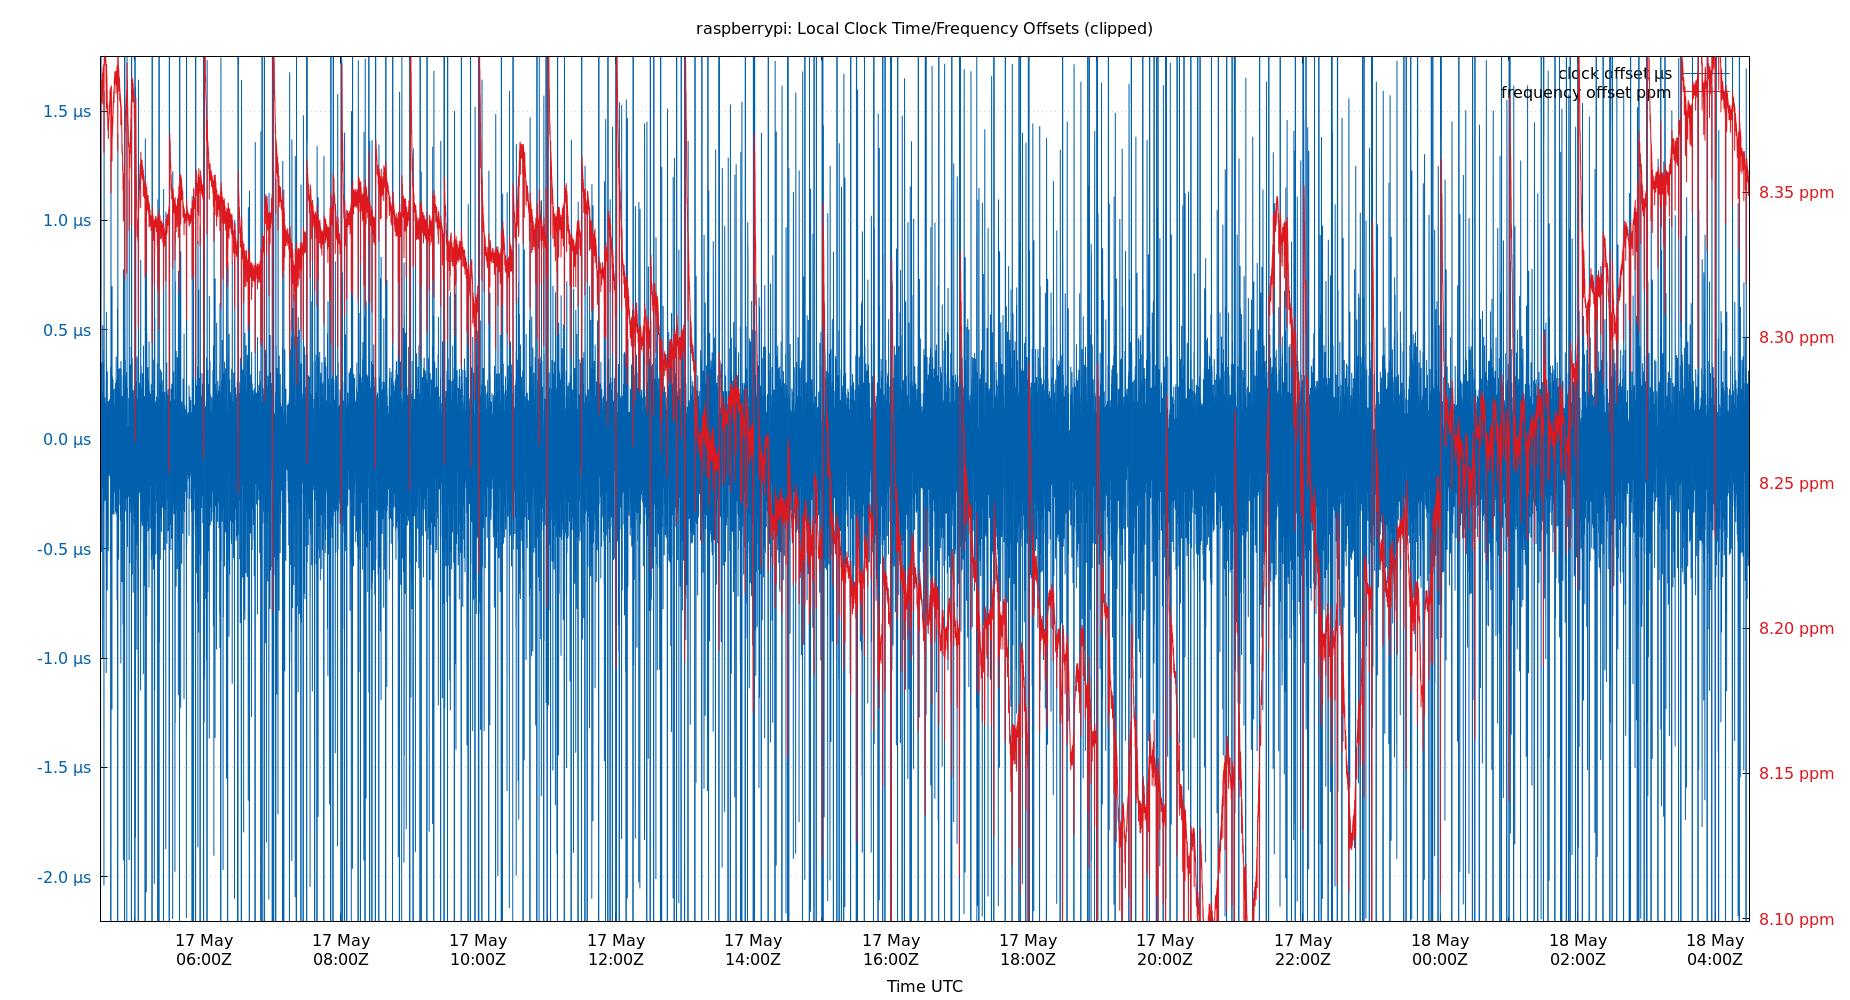 raspberrypi: Local Clock Time/Frequency Offsets (clipped)
clock offset µs
frequency offset ppm
1.5 µs
1.0 µs
0.5 µs
0.0 µs
-0.5 µs
-1.0 µs
-1.5 µs
-2.0 µs
8.35 ppm
8.30 ppm
8.25 ppm
8.20 ppm
8.15 ppm
8.10 ppm
17 May
06:00Z
17 May
08:00Z
17 May
10:00Z
17 May
12:00Z
17 May
14:00Z
17 May
16:00Z
17 May
18:00Z
17 May
20:00Z
17 May
22:00Z
18 May
00:00Z
18 May
02:00Z
18 May
04:00Z
Time UTC